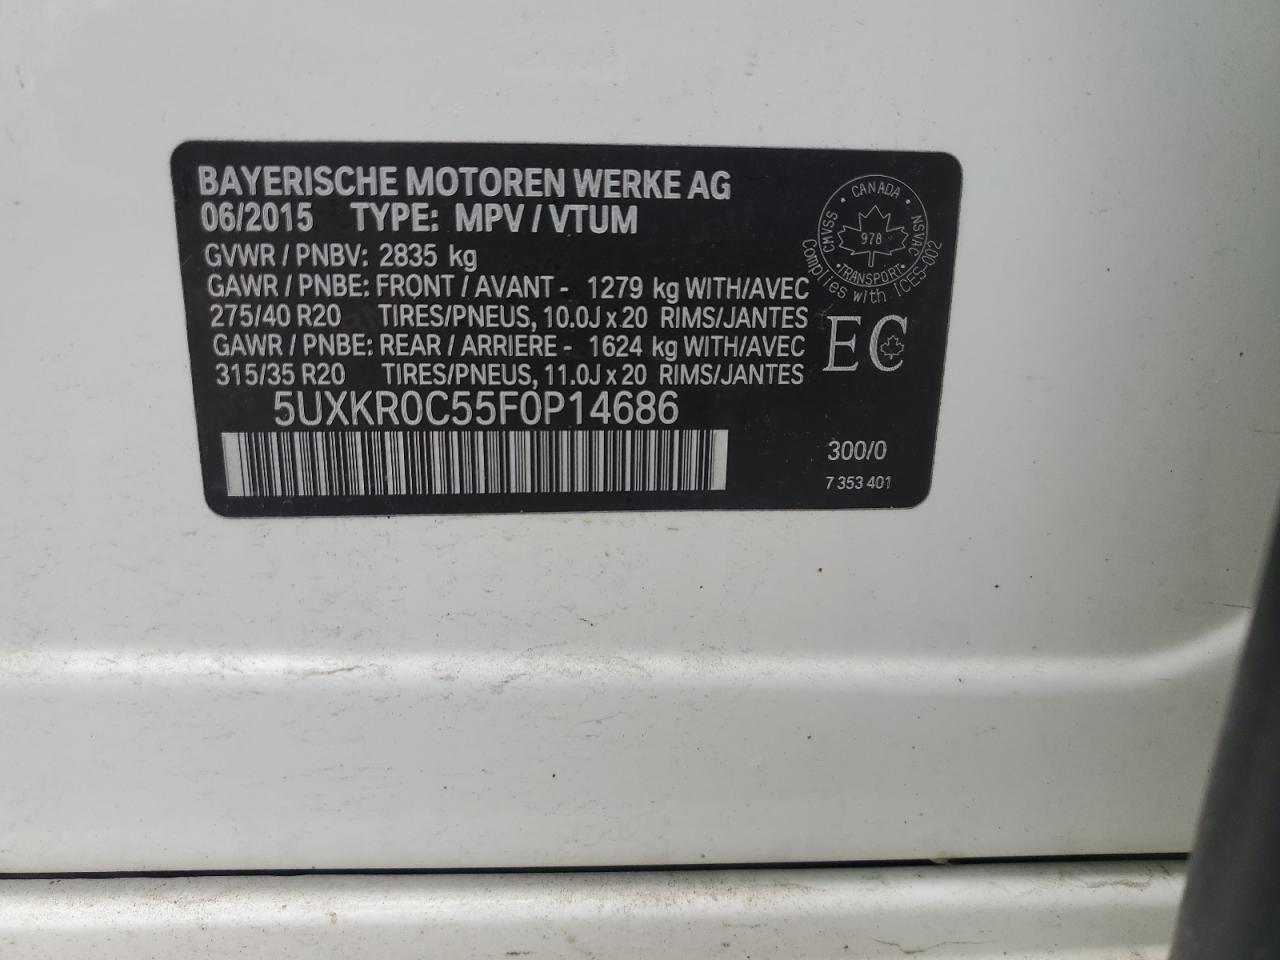 BAYERISCHE MOTOREN WERKE AG
06/2015 TYPE: MPV / VTUM
GVWR / PNBV: 2835 kg
GAWR / PNBE: FRONT / AVANT - 1279 kg WITH/AVEC
275/40 R20 TIRES/PNEUS, 10.0J x 20 RIMS/JANTES
GAWR / PNBE: REAR / ARRIERE - 1624 kg WITH/AVEC
315/35 R20 TIRES/PNEUS, 11.0J x 20 RIMS/JANTES
5UXKR0C55F0P14686
CMVSS • CANADA • NSVAC
978
• TRANSPORT •
Complies with ICES-002
EC
300/0
7 353 401